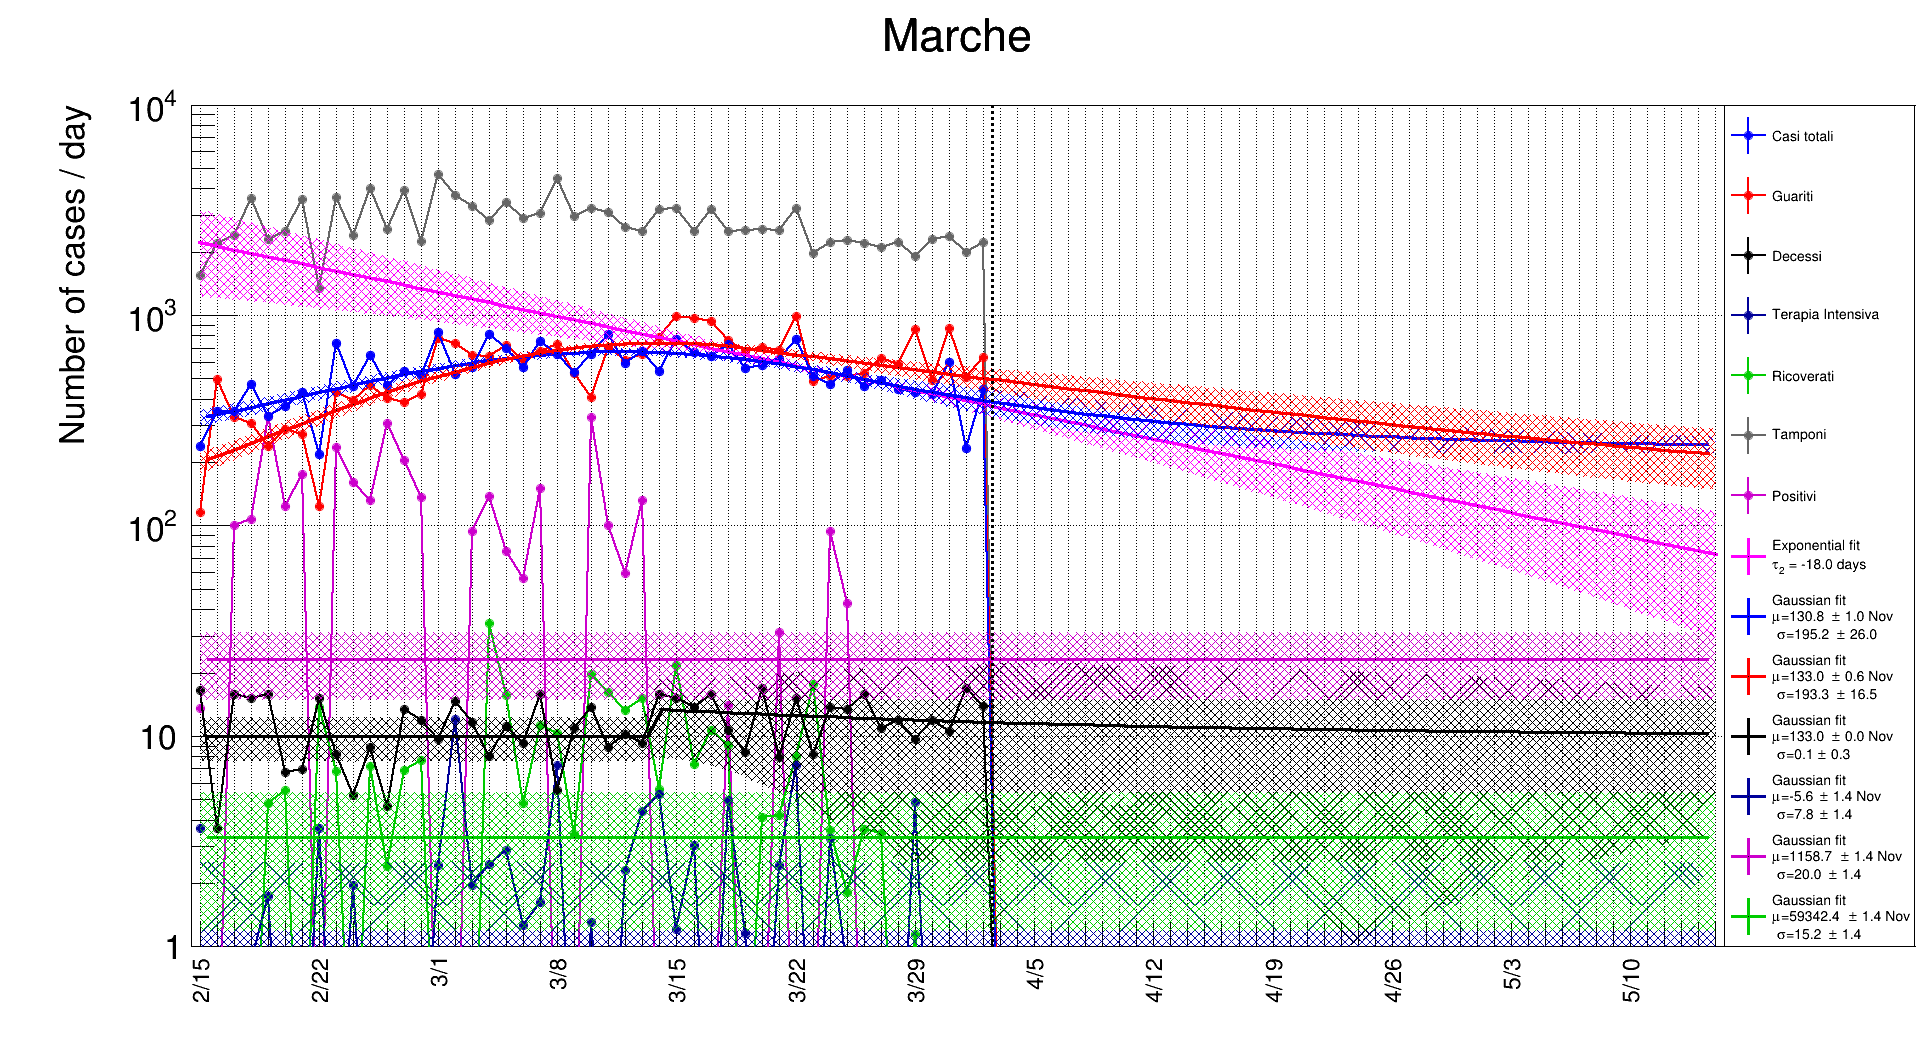 Marche
Number of cases / day
10^4
10^3
10^2
10
1
2/15
2/22
3/1
3/8
3/15
3/22
3/29
4/5
4/12
4/19
4/26
5/3
5/10
Casi totali
Guariti
Decessi
Terapia Intensiva
Ricoverati
Tamponi
Positivi
Exponential fit
τ_2 = -18.0 days
Gaussian fit
μ=130.8 ± 1.0 Nov
σ=195.2 ± 26.0
Gaussian fit
μ=133.0 ± 0.6 Nov
σ=193.3 ± 16.5
Gaussian fit
μ=133.0 ± 0.0 Nov
σ=0.1 ± 0.3
Gaussian fit
μ=-5.6 ± 1.4 Nov
σ=7.8 ± 1.4
Gaussian fit
μ=1158.7 ± 1.4 Nov
σ=20.0 ± 1.4
Gaussian fit
μ=59342.4 ± 1.4 Nov
σ=15.2 ± 1.4